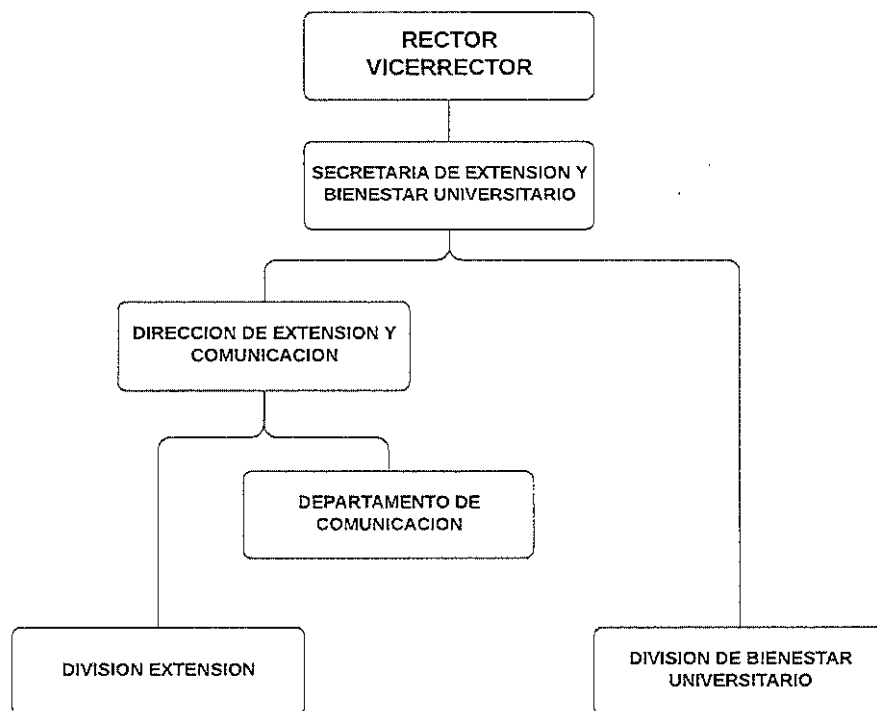 RECTOR
VICERRECTOR
SECRETARIA DE EXTENSION Y
BIENESTAR UNIVERSITARIO
DIRECCION DE EXTENSION Y
COMUNICACION
DEPARTAMENTO DE
COMUNICACION
DIVISION EXTENSION
DIVISION DE BIENESTAR
UNIVERSITARIO